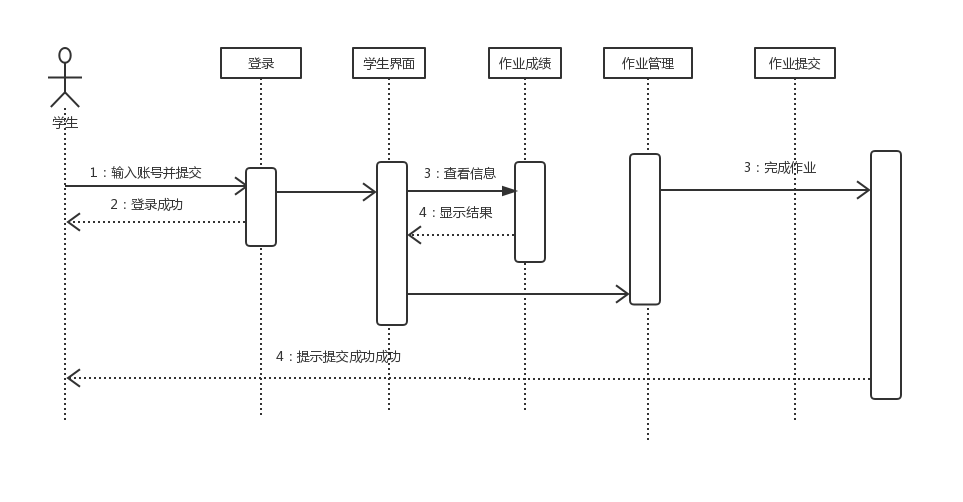 登录
学生界面
作业成绩
作业管理
作业提交
学生
1：输入账号并提交
3：查看信息
3：完成作业
2：登录成功
4：显示结果
4：提示提交成功成功